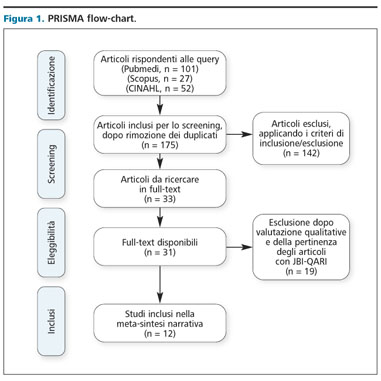 Figura 1. PRISMA flow-chart.
Identificazione
Articoli rispondenti alle query
(Pubmedi, n = 101)
(Scopus, n = 27)
(CINAHL, n = 52)
Screening
Articoli inclusi per lo screening,
dopo rimozione dei duplicati
(n = 175)
Articoli esclusi,
applicando i criteri di
inclusione/esclusione
(n = 142)
Articoli da ricercare
in full-text
(n = 33)
Eleggibilità
Full-text disponibili
(n = 31)
Esclusione dopo
valutazione qualitative
e della pertinenza
degli articoli
con JBI-QARI
(n = 19)
Inclusi
Studi inclusi nella
meta-sintesi narrativa
(n = 12)